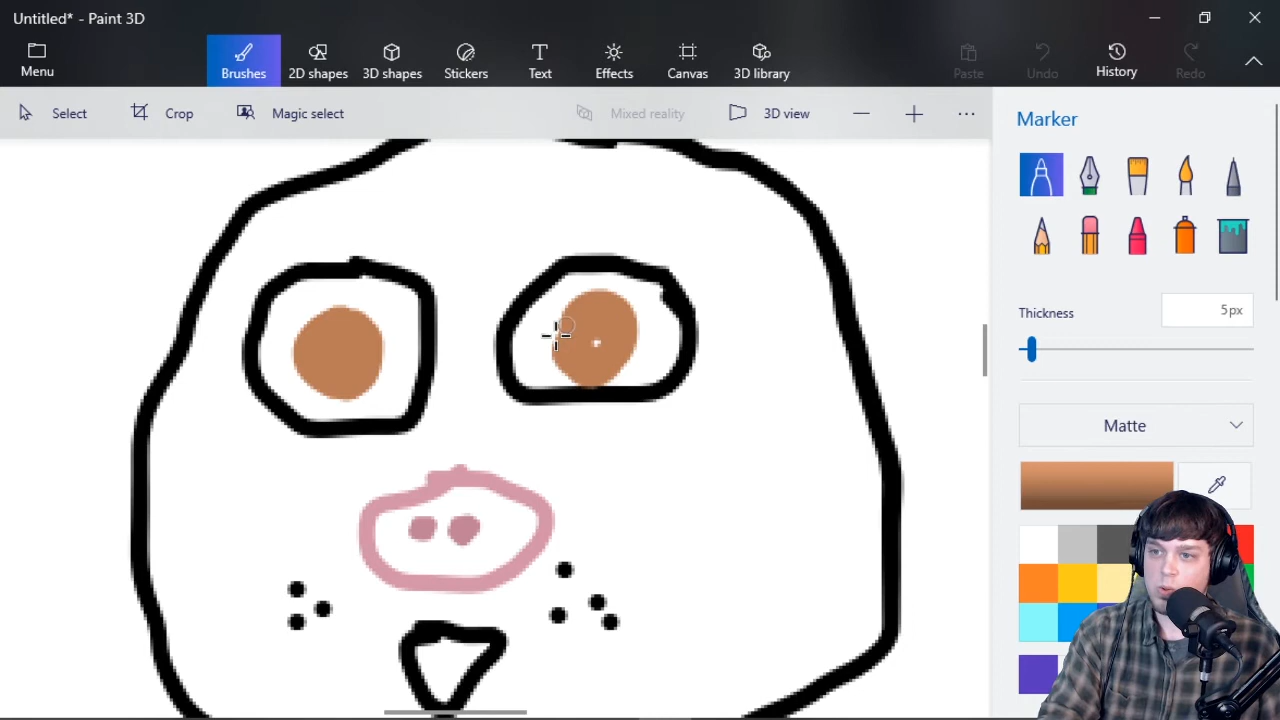 Untitled* - Paint 3D
Menu
Brushes
2D shapes
3D shapes
Stickers
Text
Effects
Canvas
3D library
Paste
Undo
History
Redo
Select
Crop
Magic select
Mixed reality
3D view
Marker
Thickness
5px
Matte